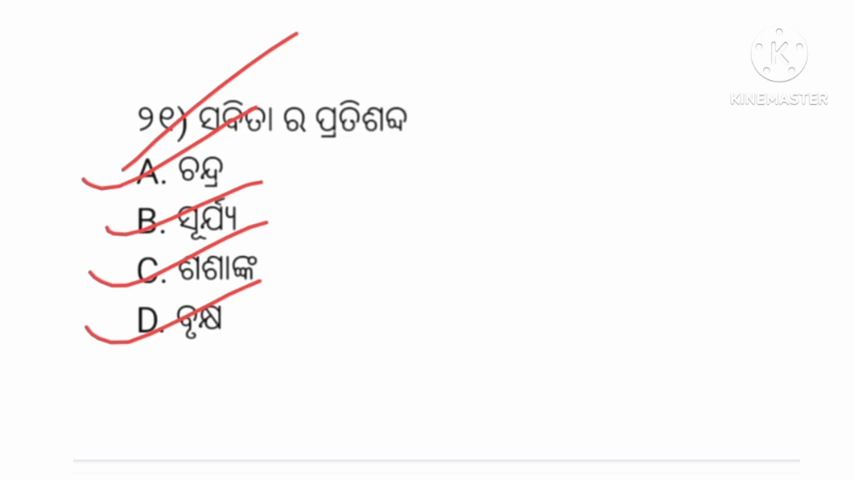 ୨୧) ସବିତା ର ପ୍ରତିଶବ୍ଦ
A. ଚନ୍ଦ୍ର
B. ସୂର୍ଯ୍ୟ
C. ଶଶାଙ୍କ
D. ବୃକ୍ଷ
KINEMASTER